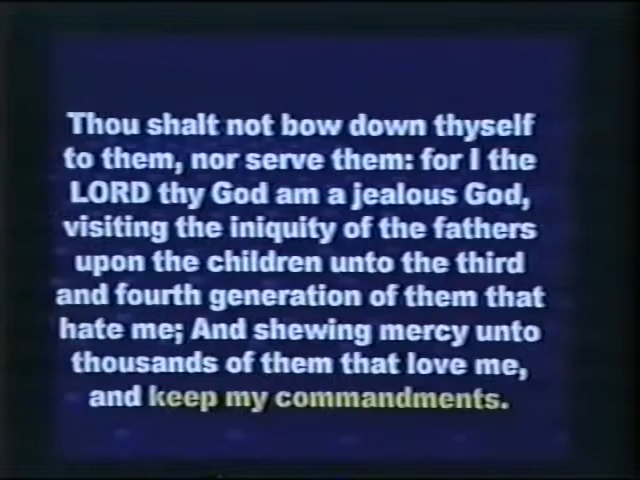 Thou shalt not bow down thyself
to them, nor serve them: for I the
LORD thy God am a jealous God,
visiting the iniquity of the fathers
upon the children unto the third
and fourth generation of them that
hate me; And shewing mercy unto
thousands of them that love me,
and keep my commandments.